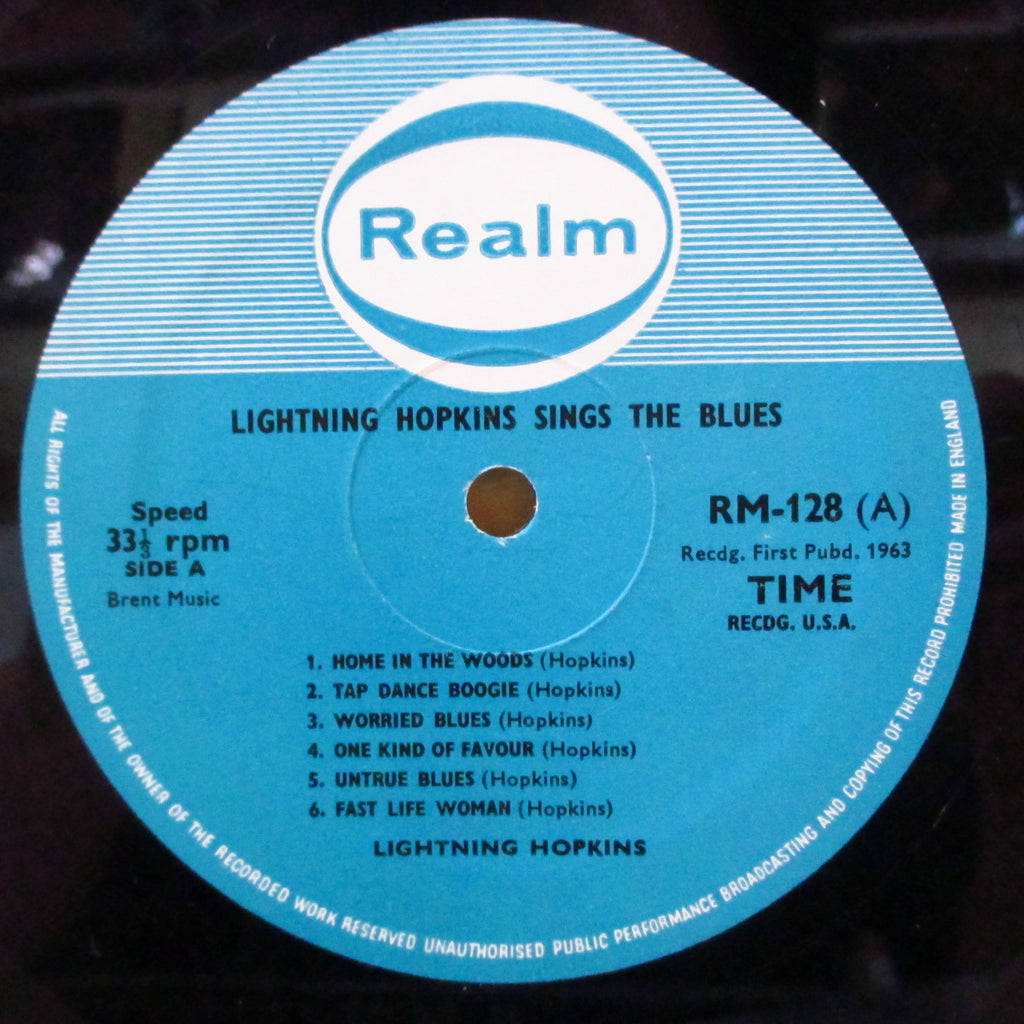 Realm
LIGHTNING HOPKINS SINGS THE BLUES
Speed
33⅓ rpm
SIDE A
Brent Music
RM-128 (A)
Recdg. First Pubd. 1963
TIME
RECDG. U.S.A.
1. HOME IN THE WOODS (Hopkins)
2. TAP DANCE BOOGIE (Hopkins)
3. WORRIED BLUES (Hopkins)
4. ONE KIND OF FAVOUR (Hopkins)
5. UNTRUE BLUES (Hopkins)
6. FAST LIFE WOMAN (Hopkins)
LIGHTNING HOPKINS
ALL RIGHTS OF THE MANUFACTURER AND OF THE OWNER OF THE RECORDED WORK RESERVED UNAUTHORISED PUBLIC PERFORMANCE BROADCASTING AND COPYING OF THIS RECORD PROHIBITED MADE IN ENGLAND